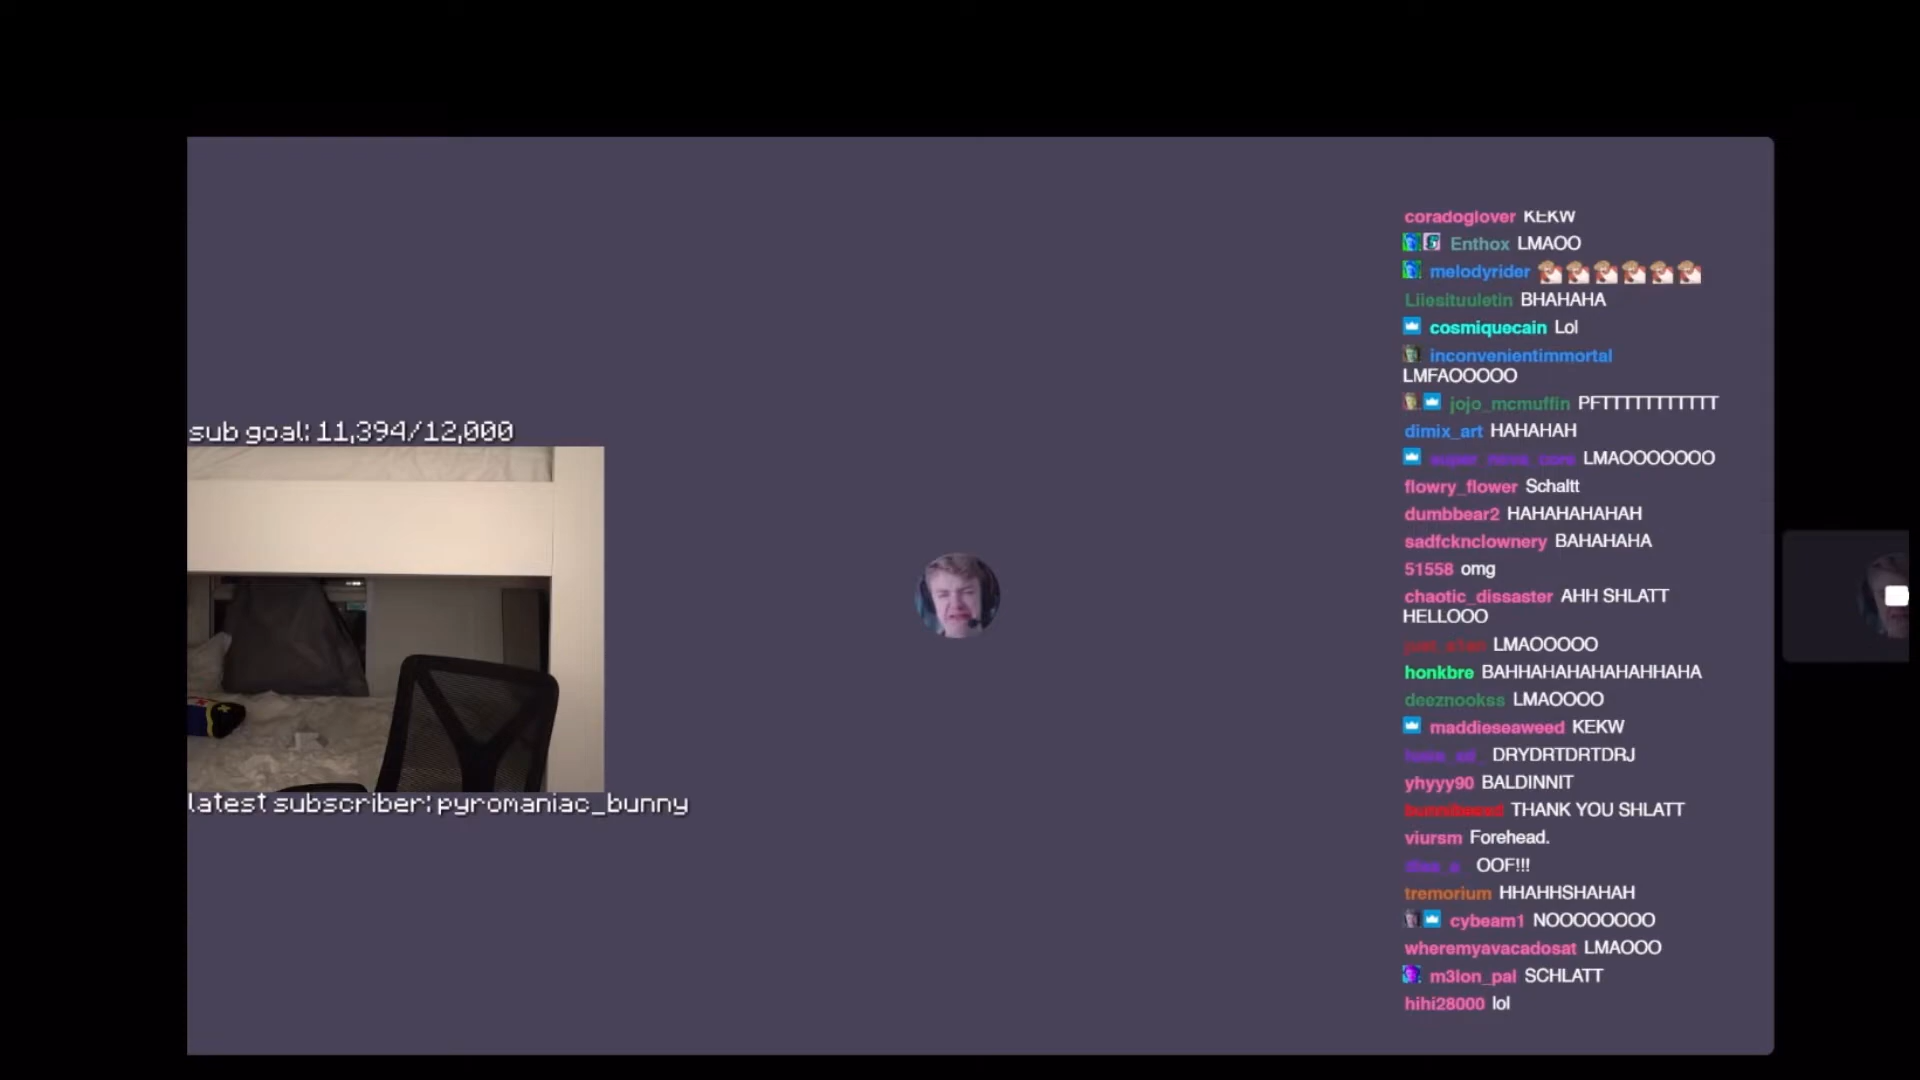 sub goal: 11,394/12,000
latest subscriber: pyromaniac_bunny
coradoglover KEKW
Enthox LMAOO
melodyrider
Liiesituuletin BHAHAHA
cosmiquecain Lol
inconvenientimmortal
LMFAOOOOO
jojo_mcmuffin PFTTTTTTTTTTT
dimix_art HAHAHAH
LMAOOOOOOO
flowry_flower Schaltt
dumbbear2 HAHAHAHAHAH
sadfcknclownery BAHAHAHA
51558 omg
chaotic_dissaster AHH SHLATT
HELLOOO
LMAOOOOO
honkbre BAHHAHAHAHAHAHHAHA
deeznookss LMAOOOO
maddieseaweed KEKW
DRYDRTDRTDRJ
yhyyy90 BALDINNIT
THANK YOU SHLATT
viursm Forehead.
OOF!!!
tremorium HHAHHSHAHAH
cybeam1 NOOOOOOOO
wheremyavacadosat LMAOOO
m3lon_pal SCHLATT
hihi28000 lol